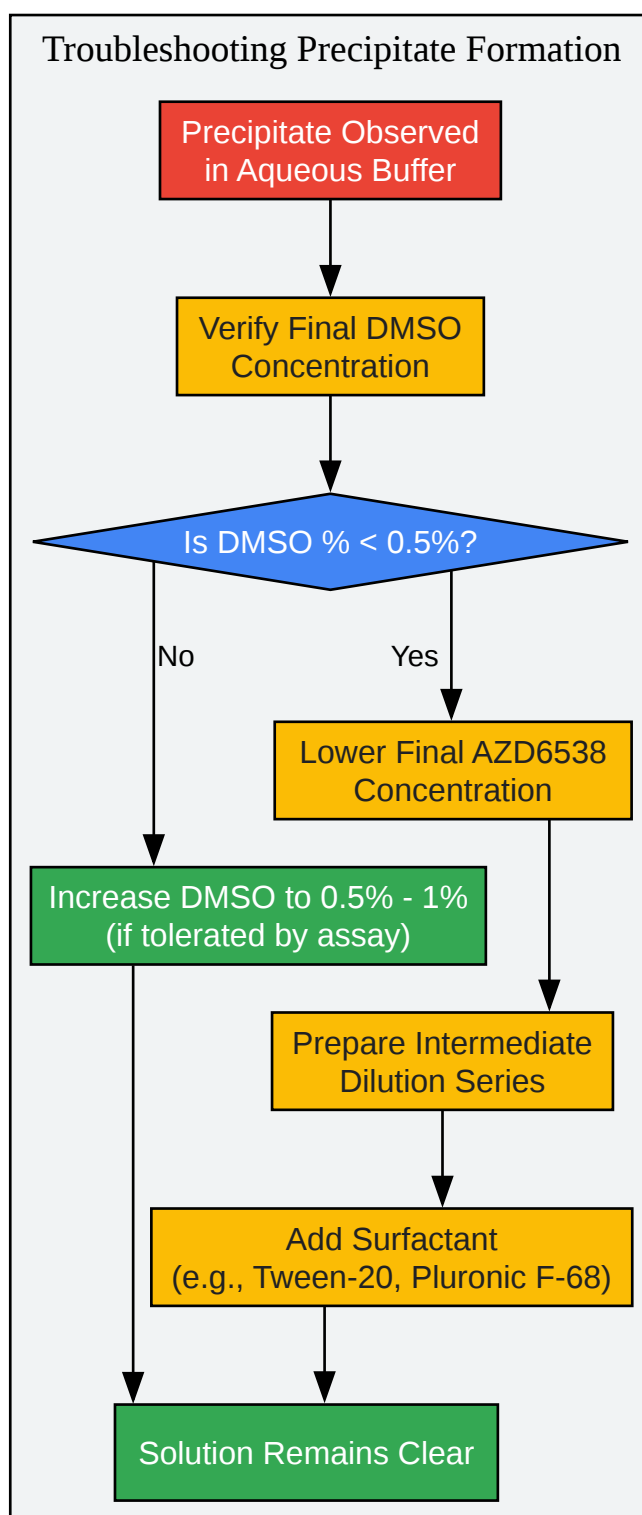 Troubleshooting Precipitate Formation
Precipitate Observed
in Aqueous Buffer
Verify Final DMSO
Concentration
Is DMSO % < 0.5%?
No
Yes
Lower Final AZD6538
Concentration
Increase DMSO to 0.5% - 1%
(if tolerated by assay)
Prepare Intermediate
Dilution Series
Add Surfactant
(e.g., Tween-20, Pluronic F-68)
Solution Remains Clear